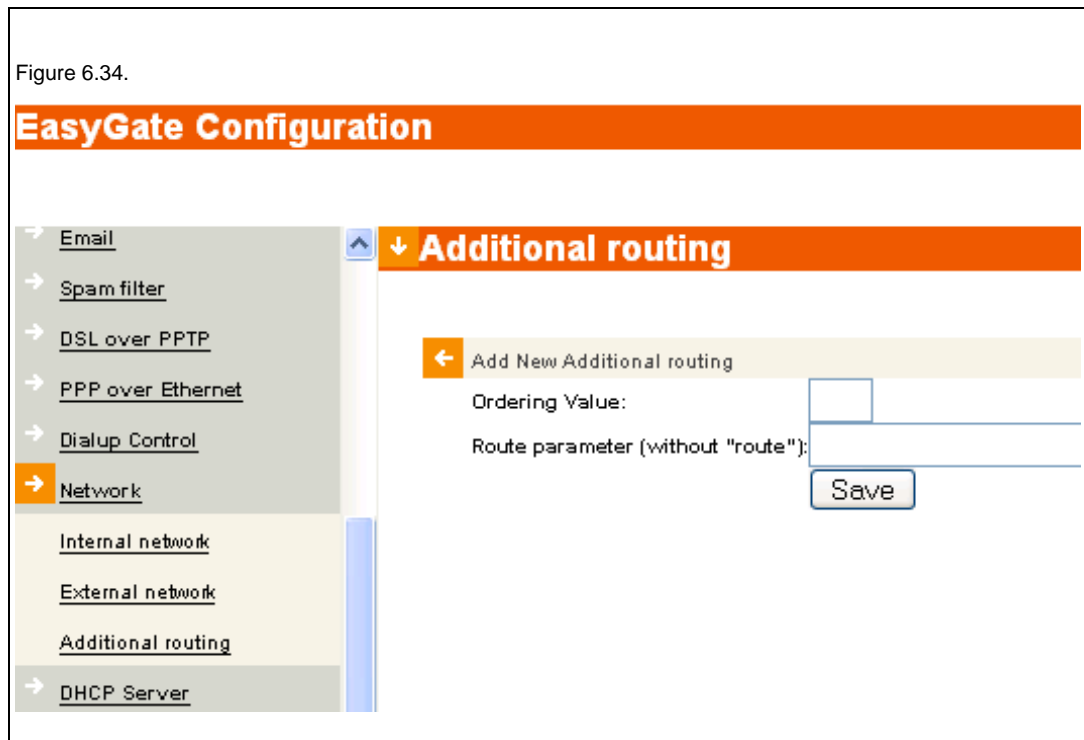 Figure 6.34.
EasyGate Configuration
Email
Spam filter
DSL over PPTP
PPP over Ethernet
Dialup Control
Network
Internal network
External network
Additional routing
DHCP Server
Additional routing
Add New Additional routing
Ordering Value:
Route parameter (without "route"):
Save